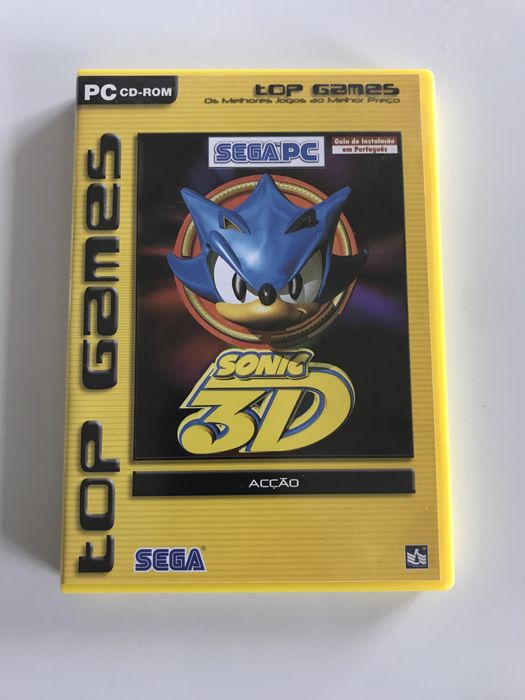 PC CD-ROM
top Games
Os Melhores Jogos ao Melhor Preço
SEGA PC
Guia de Instalação
em Português
SONIC
3D
ACÇÃO
top Games
SEGA®